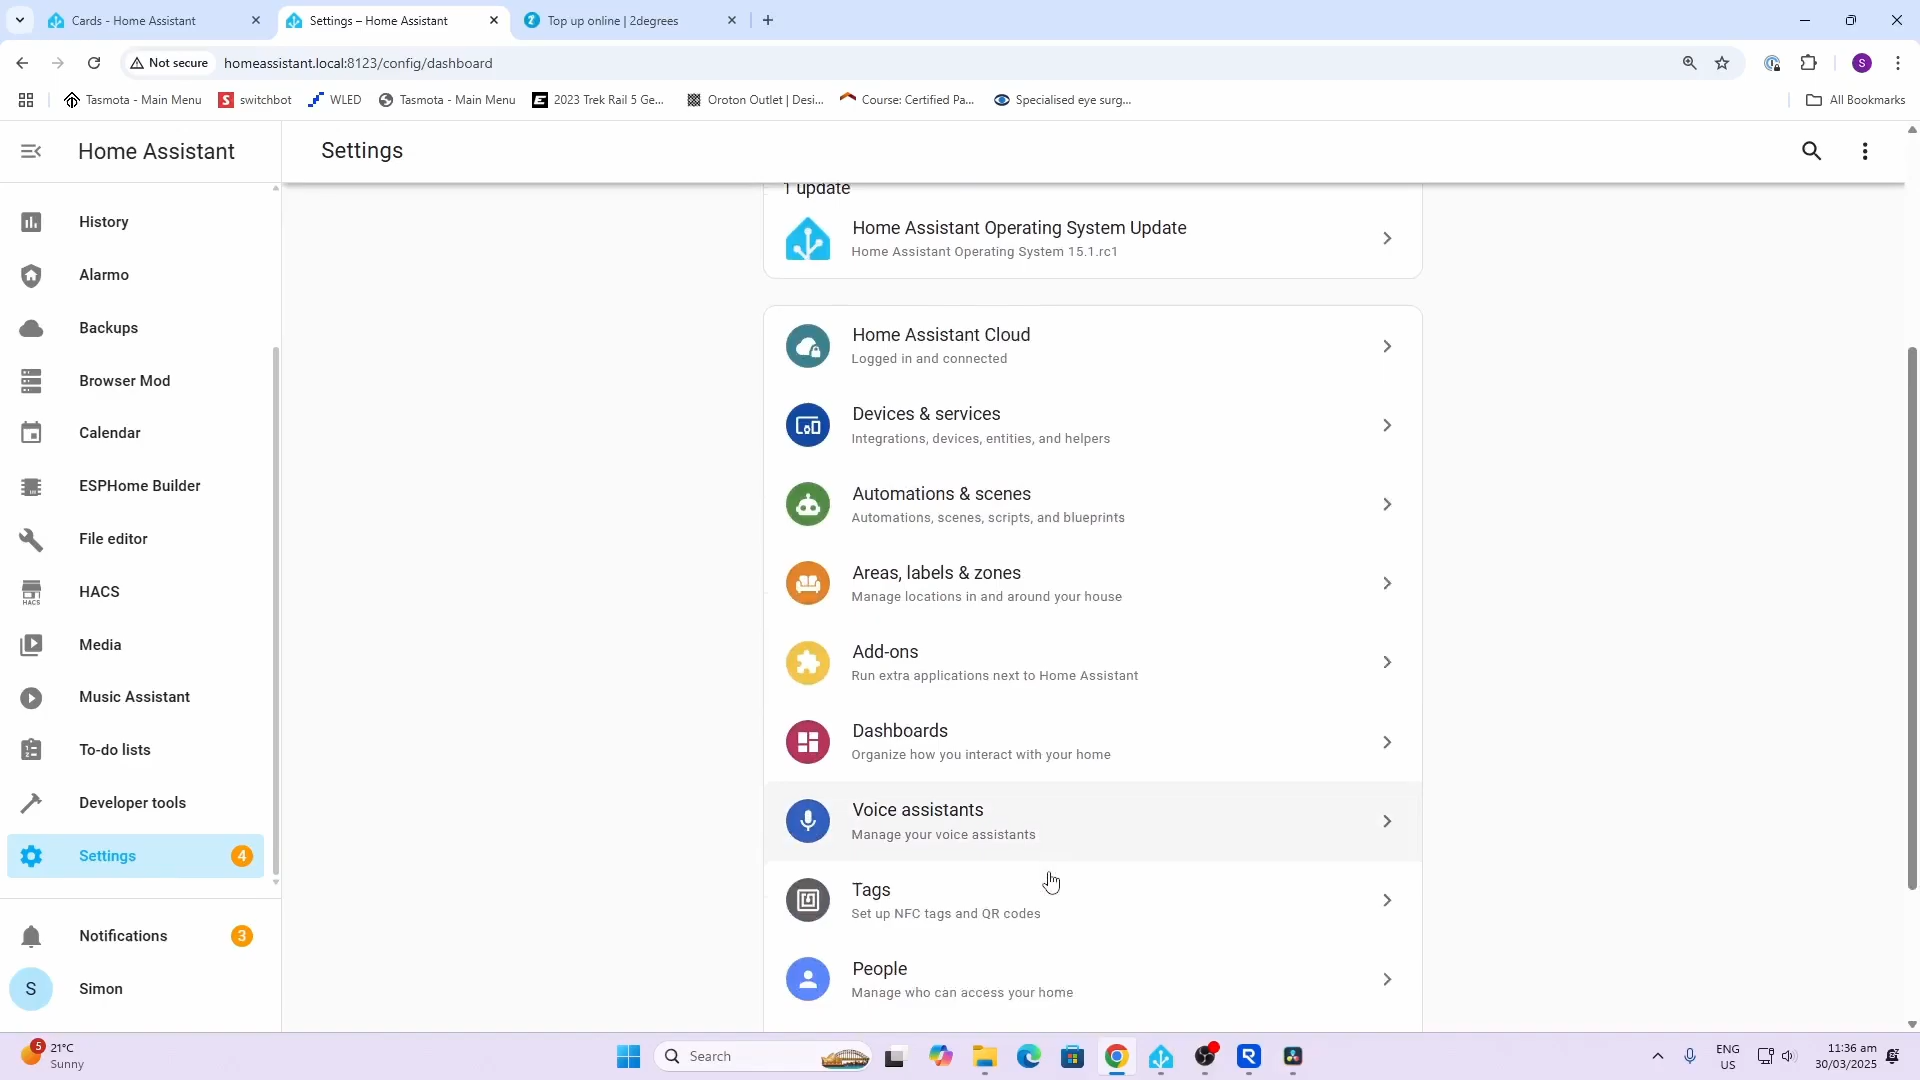 Cards - Home Assistant
Settings – Home Assistant
Top up online | 2degrees
Not secure
homeassistant.local:8123/config/dashboard
S
Tasmota - Main Menu
switchbot
WLED
Tasmota - Main Menu
2023 Trek Rail 5 Ge...
Oroton Outlet | Desi...
Course: Certified Pa...
Specialised eye surg...
All Bookmarks
Home Assistant
Settings
History
Alarmo
Backups
Browser Mod
Calendar
ESPHome Builder
File editor
HACS
Media
Music Assistant
To-do lists
Developer tools
Settings
4
Notifications
3
S
Simon
1 update
Home Assistant Operating System Update
Home Assistant Operating System 15.1.rc1
Home Assistant Cloud
Logged in and connected
Devices & services
Integrations, devices, entities, and helpers
Automations & scenes
Automations, scenes, scripts, and blueprints
Areas, labels & zones
Manage locations in and around your house
Add-ons
Run extra applications next to Home Assistant
Dashboards
Organize how you interact with your home
Voice assistants
Manage your voice assistants
Tags
Set up NFC tags and QR codes
People
Manage who can access your home
5
21°C
Sunny
Search
ENG
US
11:36 am
30/03/2025